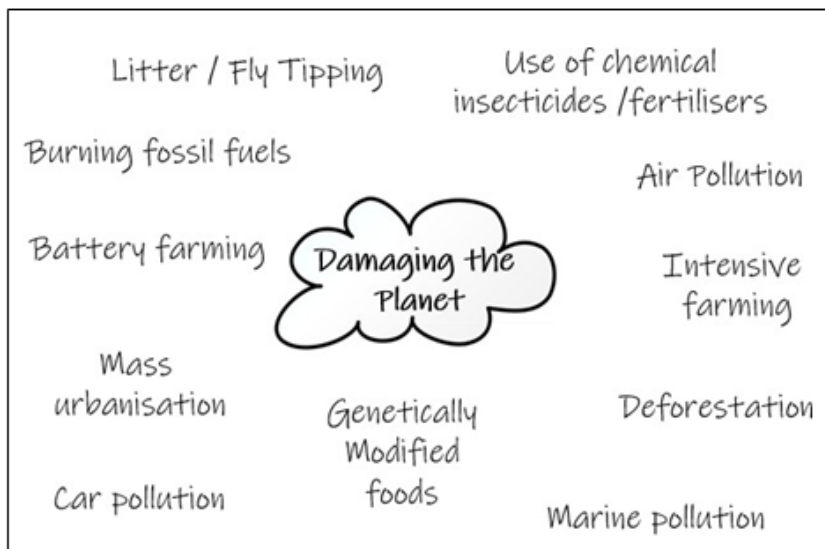 Litter / Fly Tipping
Use of chemical
insecticides /fertilisers
Burning fossil fuels
Air Pollution
Battery farming
Damaging the
Planet
Intensive
farming
Mass
urbanisation
Genetically
Modified
foods
Deforestation
Car pollution
Marine pollution